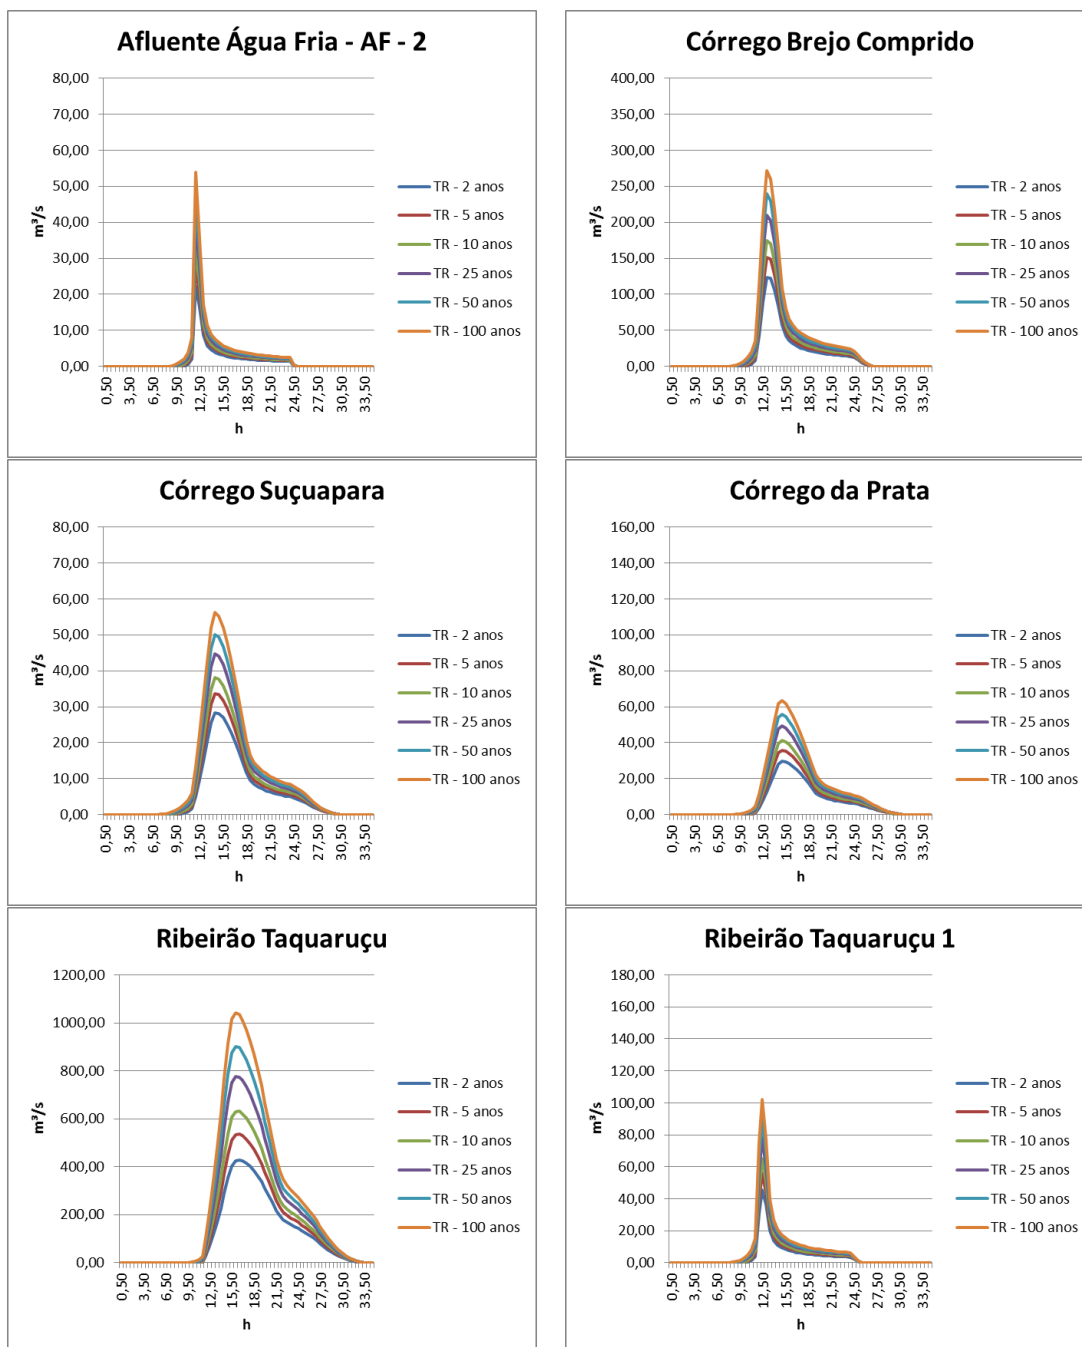 Afluente Água Fria - AF - 2
80,00
70,00
60,00
50,00
40,00
30,00
20,00
10,00
0,00
m³/s
0,50
3,50
6,50
9,50
12,50
15,50
18,50
21,50
24,50
27,50
30,50
33,50
h
TR - 2 anos
TR - 5 anos
TR - 10 anos
TR - 25 anos
TR - 50 anos
TR - 100 anos
Córrego Brejo Comprido
400,00
350,00
300,00
250,00
200,00
150,00
100,00
50,00
0,00
m³/s
0,50
3,50
6,50
9,50
12,50
15,50
18,50
21,50
24,50
27,50
30,50
33,50
h
TR - 2 anos
TR - 5 anos
TR - 10 anos
TR - 25 anos
TR - 50 anos
TR - 100 anos
Córrego Suçuapara
80,00
70,00
60,00
50,00
40,00
30,00
20,00
10,00
0,00
m³/s
0,50
3,50
6,50
9,50
12,50
15,50
18,50
21,50
24,50
27,50
30,50
33,50
h
TR - 2 anos
TR - 5 anos
TR - 10 anos
TR - 25 anos
TR - 50 anos
TR - 100 anos
Córrego da Prata
160,00
140,00
120,00
100,00
80,00
60,00
40,00
20,00
0,00
m³/s
0,50
3,50
6,50
9,50
12,50
15,50
18,50
21,50
24,50
27,50
30,50
33,50
h
TR - 2 anos
TR - 5 anos
TR - 10 anos
TR - 25 anos
TR - 50 anos
TR - 100 anos
Ribeirão Taquaruçu
1200,00
1000,00
800,00
600,00
400,00
200,00
0,00
m³/s
0,50
3,50
6,50
9,50
12,50
15,50
18,50
21,50
24,50
27,50
30,50
33,50
h
TR - 2 anos
TR - 5 anos
TR - 10 anos
TR - 25 anos
TR - 50 anos
TR - 100 anos
Ribeirão Taquaruçu 1
180,00
160,00
140,00
120,00
100,00
80,00
60,00
40,00
20,00
0,00
m³/s
0,50
3,50
6,50
9,50
12,50
15,50
18,50
21,50
24,50
27,50
30,50
33,50
h
TR - 2 anos
TR - 5 anos
TR - 10 anos
TR - 25 anos
TR - 50 anos
TR - 100 anos